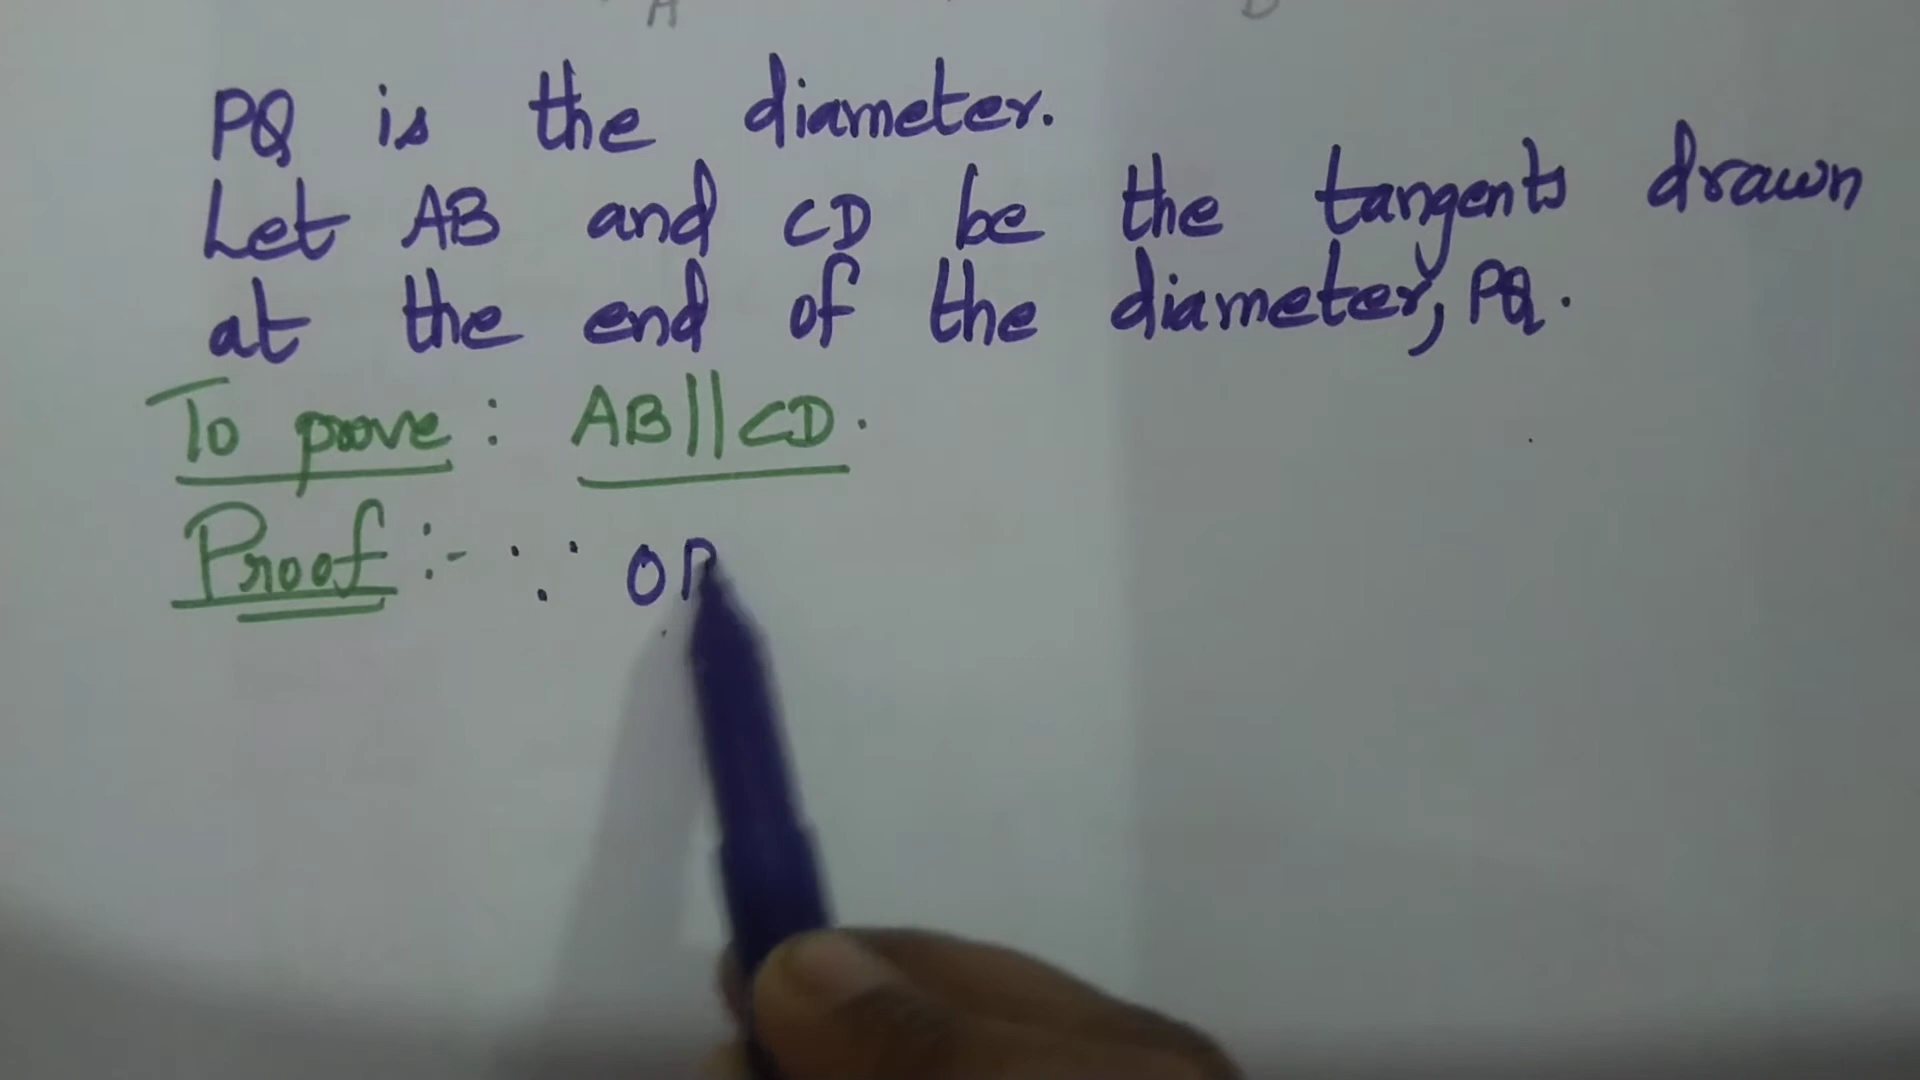 A D
PQ is the diameter.
Let AB and CD be the tangents drawn
at the end of the diameter, PQ.
To prove: AB||CD.
Proof:- ∵ OP